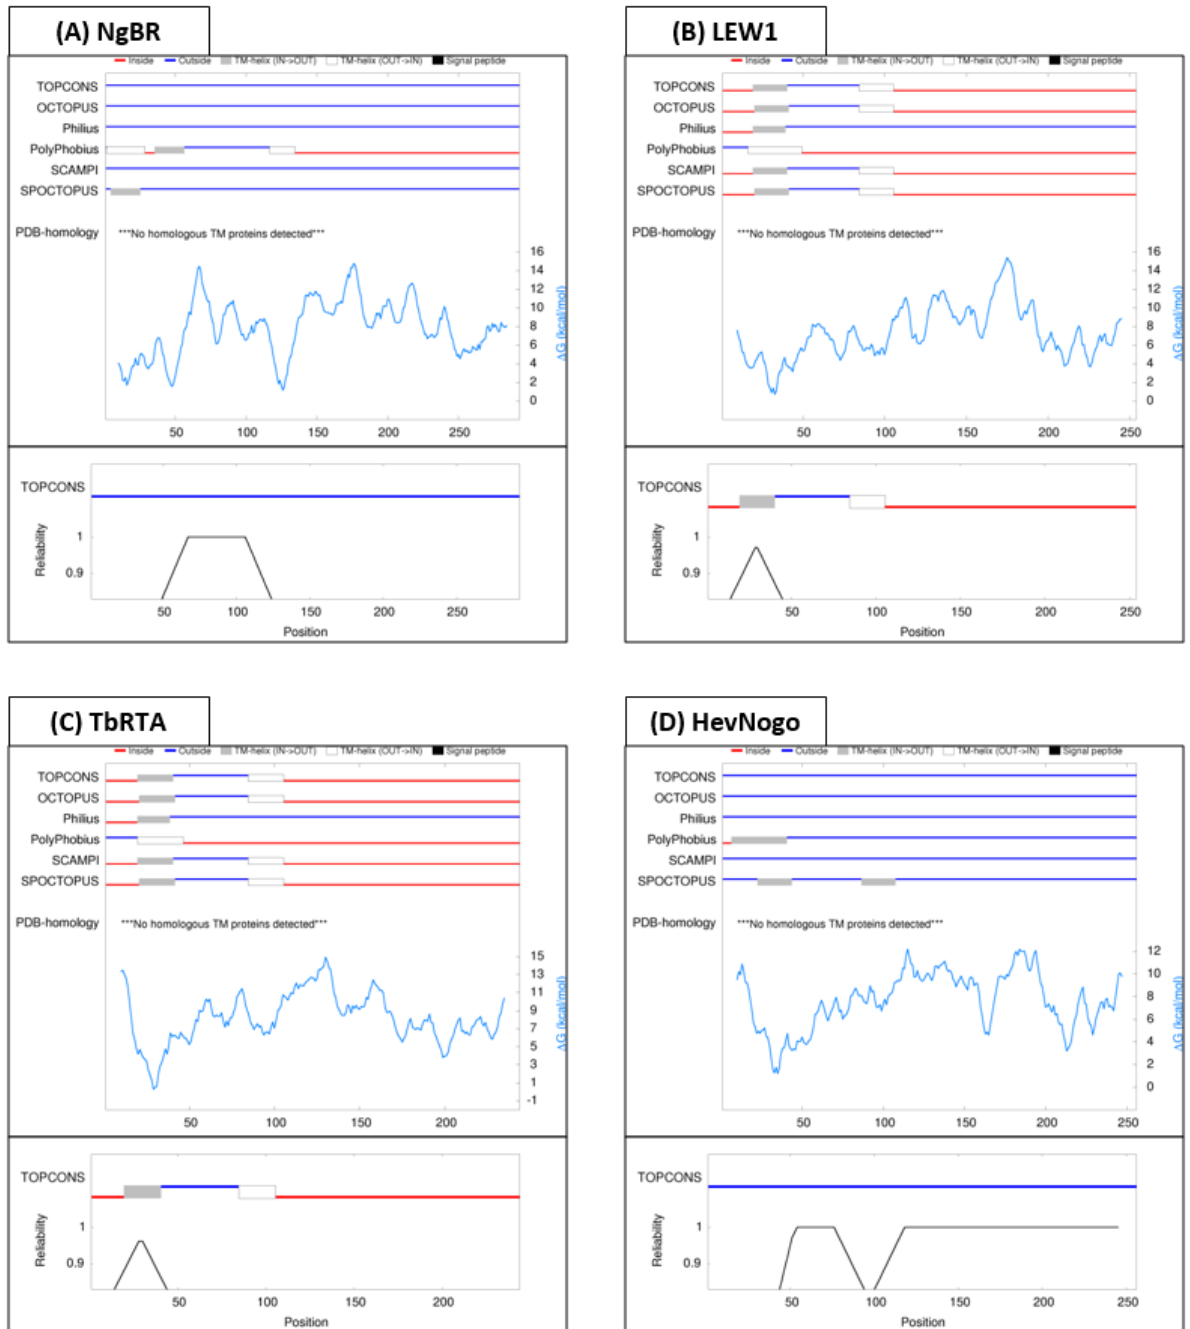 (A) NgBR
Inside Outside TM-helix (IN->OUT) TM-helix (OUT->IN) Signal peptide
TOPCONS
OCTOPUS
Philius
PolyPhobius
SCAMPI
SPOCTOPUS
PDB-homology ***No homologous TM proteins detected***
16
14
12
10
8
6
4
2
0
ΔG (kcal/mol)
50 100 150 200 250
TOPCONS
Reliability
1
0.9
50 100 150 200 250
Position
(B) LEW1
Inside Outside TM-helix (IN->OUT) TM-helix (OUT->IN) Signal peptide
TOPCONS
OCTOPUS
Philius
PolyPhobius
SCAMPI
SPOCTOPUS
PDB-homology ***No homologous TM proteins detected***
16
14
12
10
8
6
4
2
0
ΔG (kcal/mol)
50 100 150 200 250
TOPCONS
Reliability
1
0.9
50 100 150 200 250
Position
(C) TbRTA
Inside Outside TM-helix (IN->OUT) TM-helix (OUT->IN) Signal peptide
TOPCONS
OCTOPUS
Philius
PolyPhobius
SCAMPI
SPOCTOPUS
PDB-homology ***No homologous TM proteins detected***
15
13
11
9
7
5
3
1
-1
ΔG (kcal/mol)
50 100 150 200
TOPCONS
Reliability
1
0.9
50 100 150 200
Position
(D) HevNogo
Inside Outside TM-helix (IN->OUT) TM-helix (OUT->IN) Signal peptide
TOPCONS
OCTOPUS
Philius
PolyPhobius
SCAMPI
SPOCTOPUS
PDB-homology ***No homologous TM proteins detected***
12
10
8
6
4
2
0
ΔG (kcal/mol)
50 100 150 200 250
TOPCONS
Reliability
1
0.9
50 100 150 200 250
Position